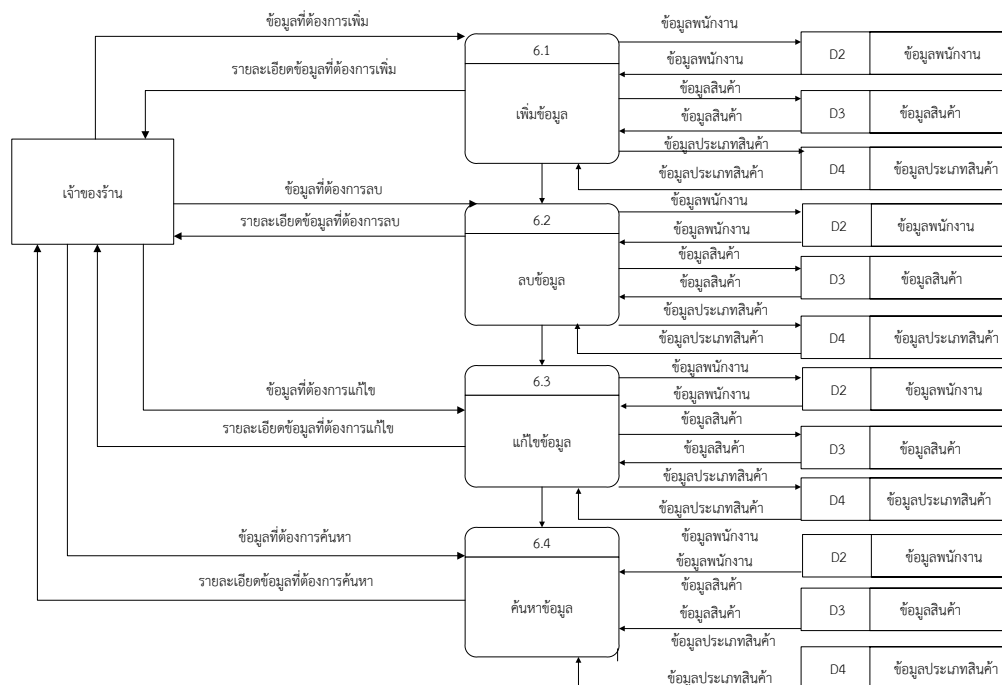 ข้อมูลที่ต้องการเพิ่ม
รายละเอียดข้อมูลที่ต้องการเพิ่ม
เจ้าของร้าน
ข้อมูลที่ต้องการลบ
รายละเอียดข้อมูลที่ต้องการลบ
ข้อมูลที่ต้องการแก้ไข
รายละเอียดข้อมูลที่ต้องการแก้ไข
ข้อมูลที่ต้องการค้นหา
รายละเอียดข้อมูลที่ต้องการค้นหา
6.1
เพิ่มข้อมูล
ข้อมูลพนักงาน
ข้อมูลพนักงาน
D2 ข้อมูลพนักงาน
ข้อมูลสินค้า
ข้อมูลสินค้า
D3 ข้อมูลสินค้า
ข้อมูลประเภทสินค้า
ข้อมูลประเภทสินค้า
D4 ข้อมูลประเภทสินค้า
6.2
ลบข้อมูล
ข้อมูลพนักงาน
ข้อมูลพนักงาน
D2 ข้อมูลพนักงาน
ข้อมูลสินค้า
ข้อมูลสินค้า
D3 ข้อมูลสินค้า
ข้อมูลประเภทสินค้า
ข้อมูลประเภทสินค้า
D4 ข้อมูลประเภทสินค้า
6.3
แก้ไขข้อมูล
ข้อมูลพนักงาน
ข้อมูลพนักงาน
D2 ข้อมูลพนักงาน
ข้อมูลสินค้า
ข้อมูลสินค้า
D3 ข้อมูลสินค้า
ข้อมูลประเภทสินค้า
ข้อมูลประเภทสินค้า
D4 ข้อมูลประเภทสินค้า
6.4
ค้นหาข้อมูล
ข้อมูลพนักงาน
ข้อมูลพนักงาน
D2 ข้อมูลพนักงาน
ข้อมูลสินค้า
ข้อมูลสินค้า
D3 ข้อมูลสินค้า
ข้อมูลประเภทสินค้า
ข้อมูลประเภทสินค้า
D4 ข้อมูลประเภทสินค้า